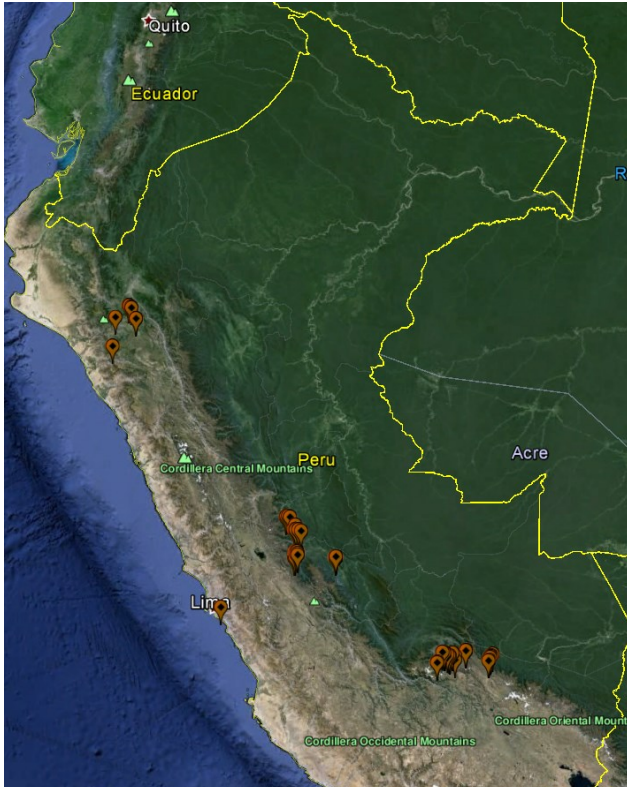 Quito
Ecuador
R
Acre
Peru
Cordillera Central Mountains
Lima
Cordillera Oriental Mount
Cordillera Occidental Mountains